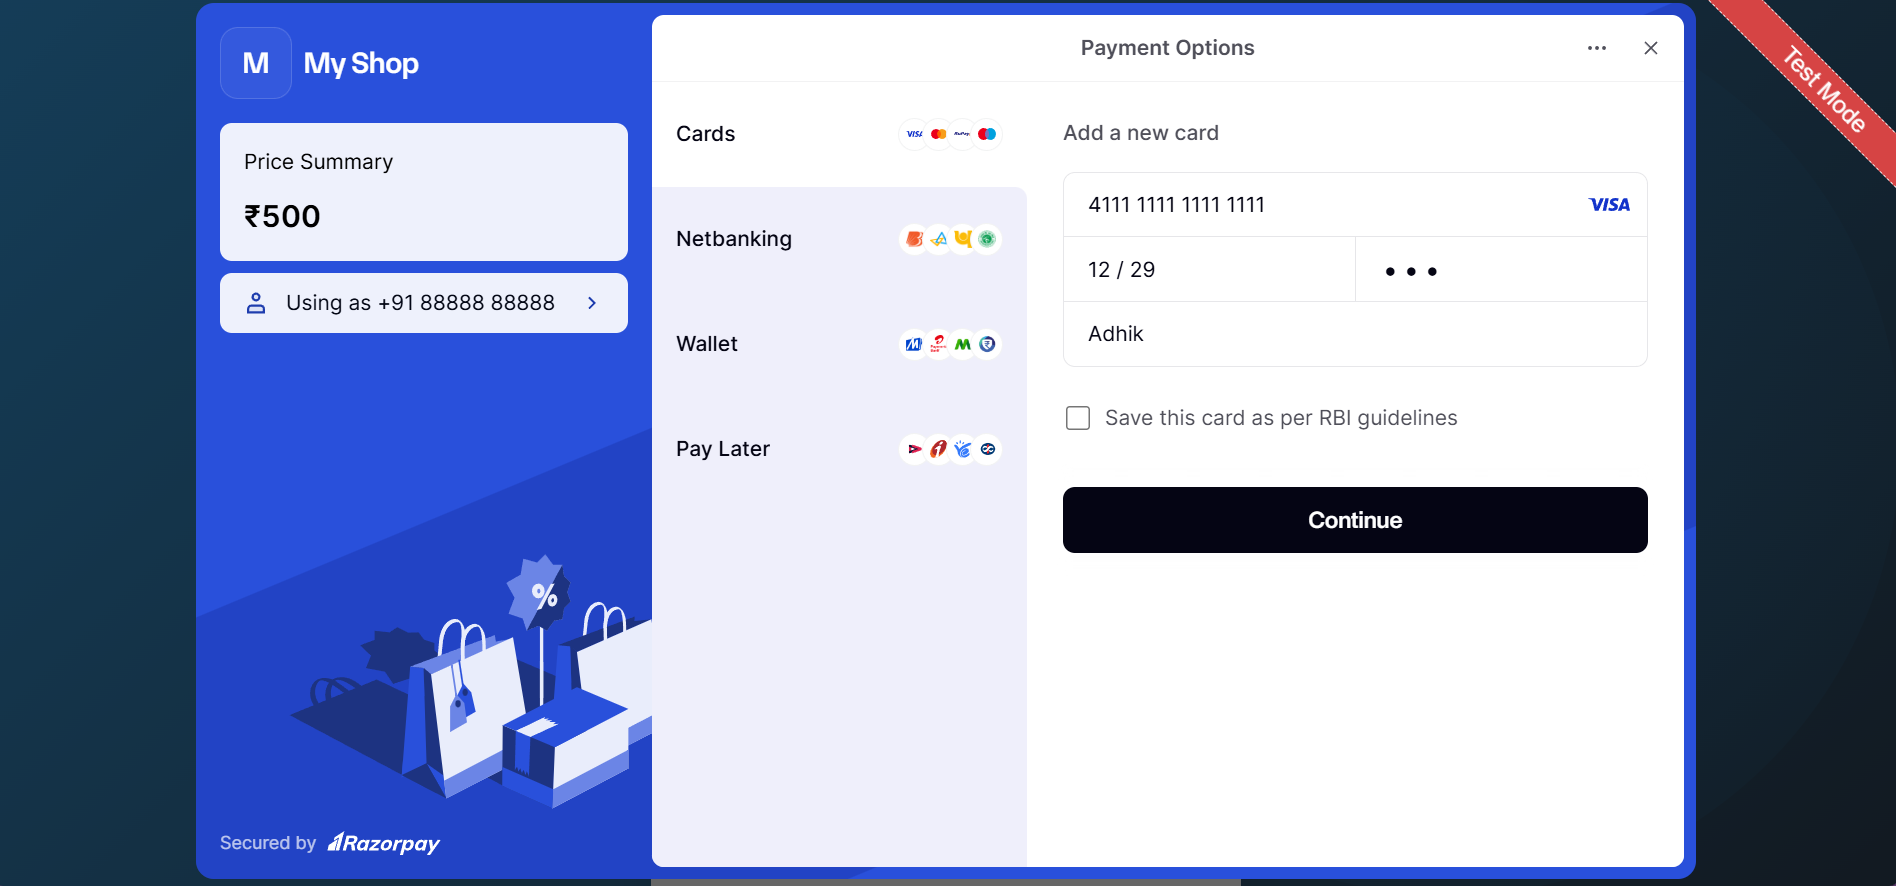 M
My Shop
Price Summary
₹500
Using as +91 88888 88888
Secured by Razorpay
Payment Options
Cards
VISA
RuPay
Netbanking
Wallet
Pay Later
Add a new card
4111 1111 1111 1111
VISA
12 / 29
Adhik
Save this card as per RBI guidelines
Continue
Test Mode
%